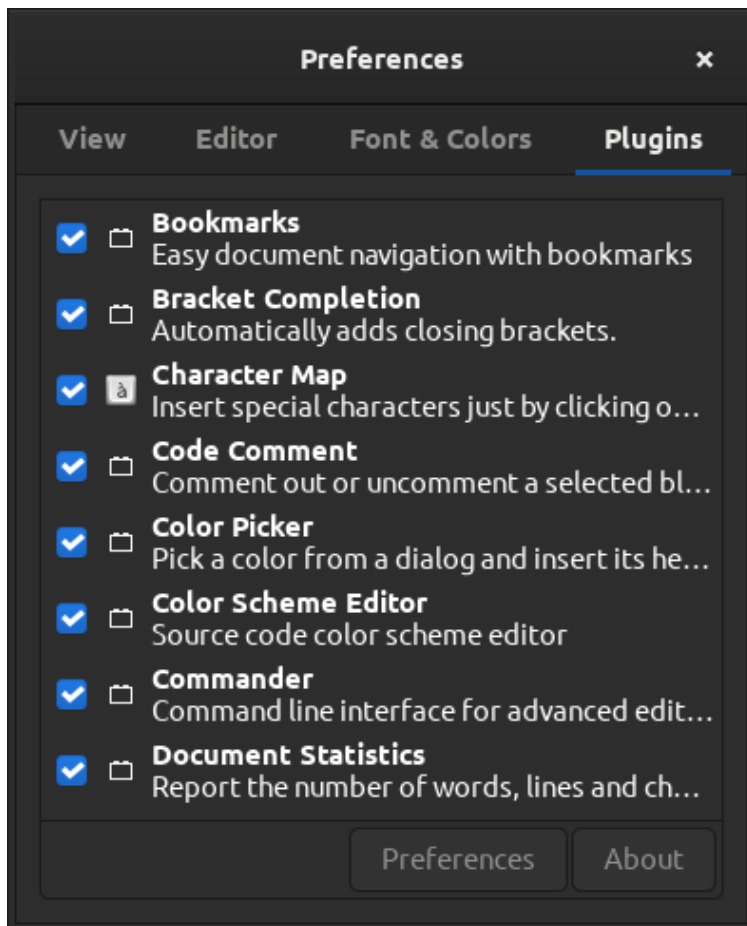 Preferences ×
View Editor Font & Colors Plugins
Bookmarks
Easy document navigation with bookmarks
Bracket Completion
Automatically adds closing brackets.
à Character Map
Insert special characters just by clicking o…
Code Comment
Comment out or uncomment a selected bl…
Color Picker
Pick a color from a dialog and insert its he…
Color Scheme Editor
Source code color scheme editor
Commander
Command line interface for advanced edit…
Document Statistics
Report the number of words, lines and ch…
Preferences About